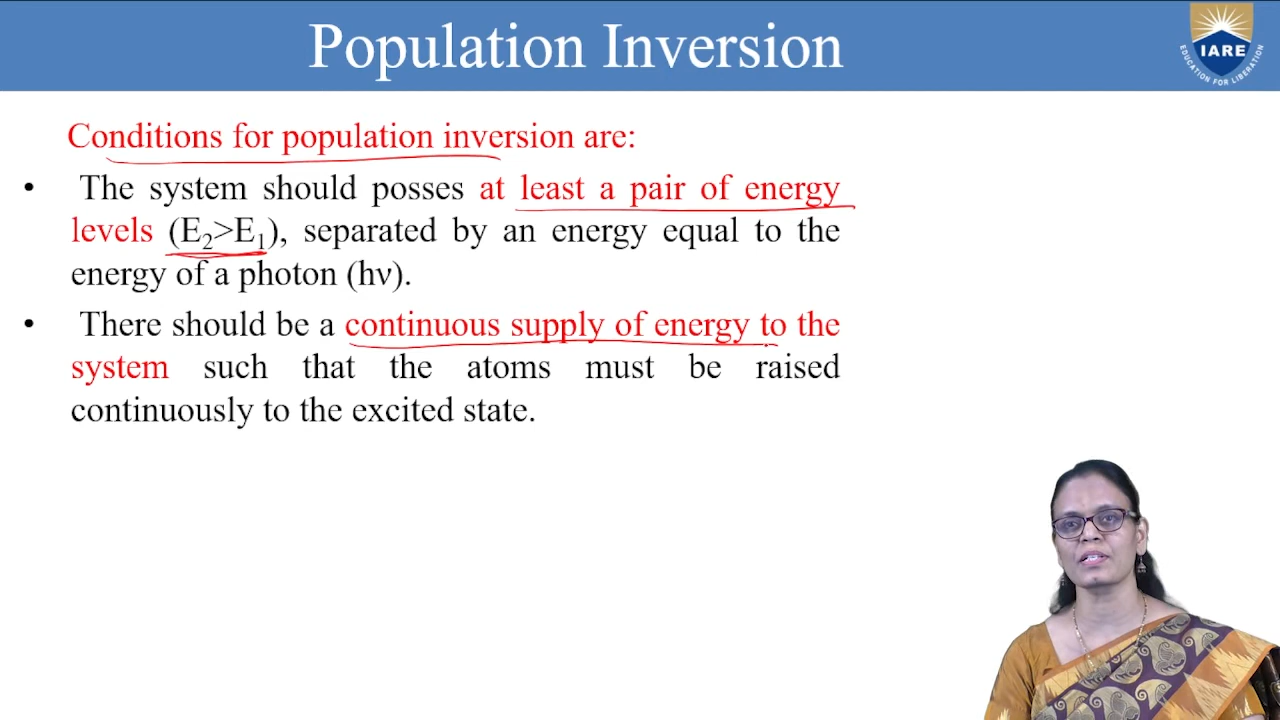 Population Inversion
IARE
EDUCATION FOR LIBERATION
Conditions for population inversion are:
• The system should posses at least a pair of energy
levels (E₂>E₁), separated by an energy equal to the
energy of a photon (hν).
• There should be a continuous supply of energy to the
system such that the atoms must be raised
continuously to the excited state.